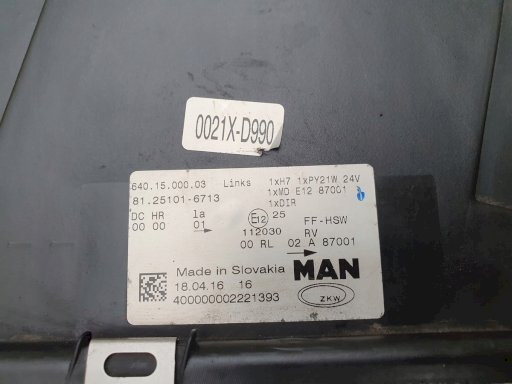 0021X-D990
640.15.000.03 Links 1xH7 1xPY21W 24V
81.25101-6713 1xMD E12 87001
1xDIR
DC HR 1a E12 25 FF-HSW
00 00 01 112030 RV
00 RL 02 A 87001
Made in Slovakia MAN
18.04.16 16
400000002221393 ZKW